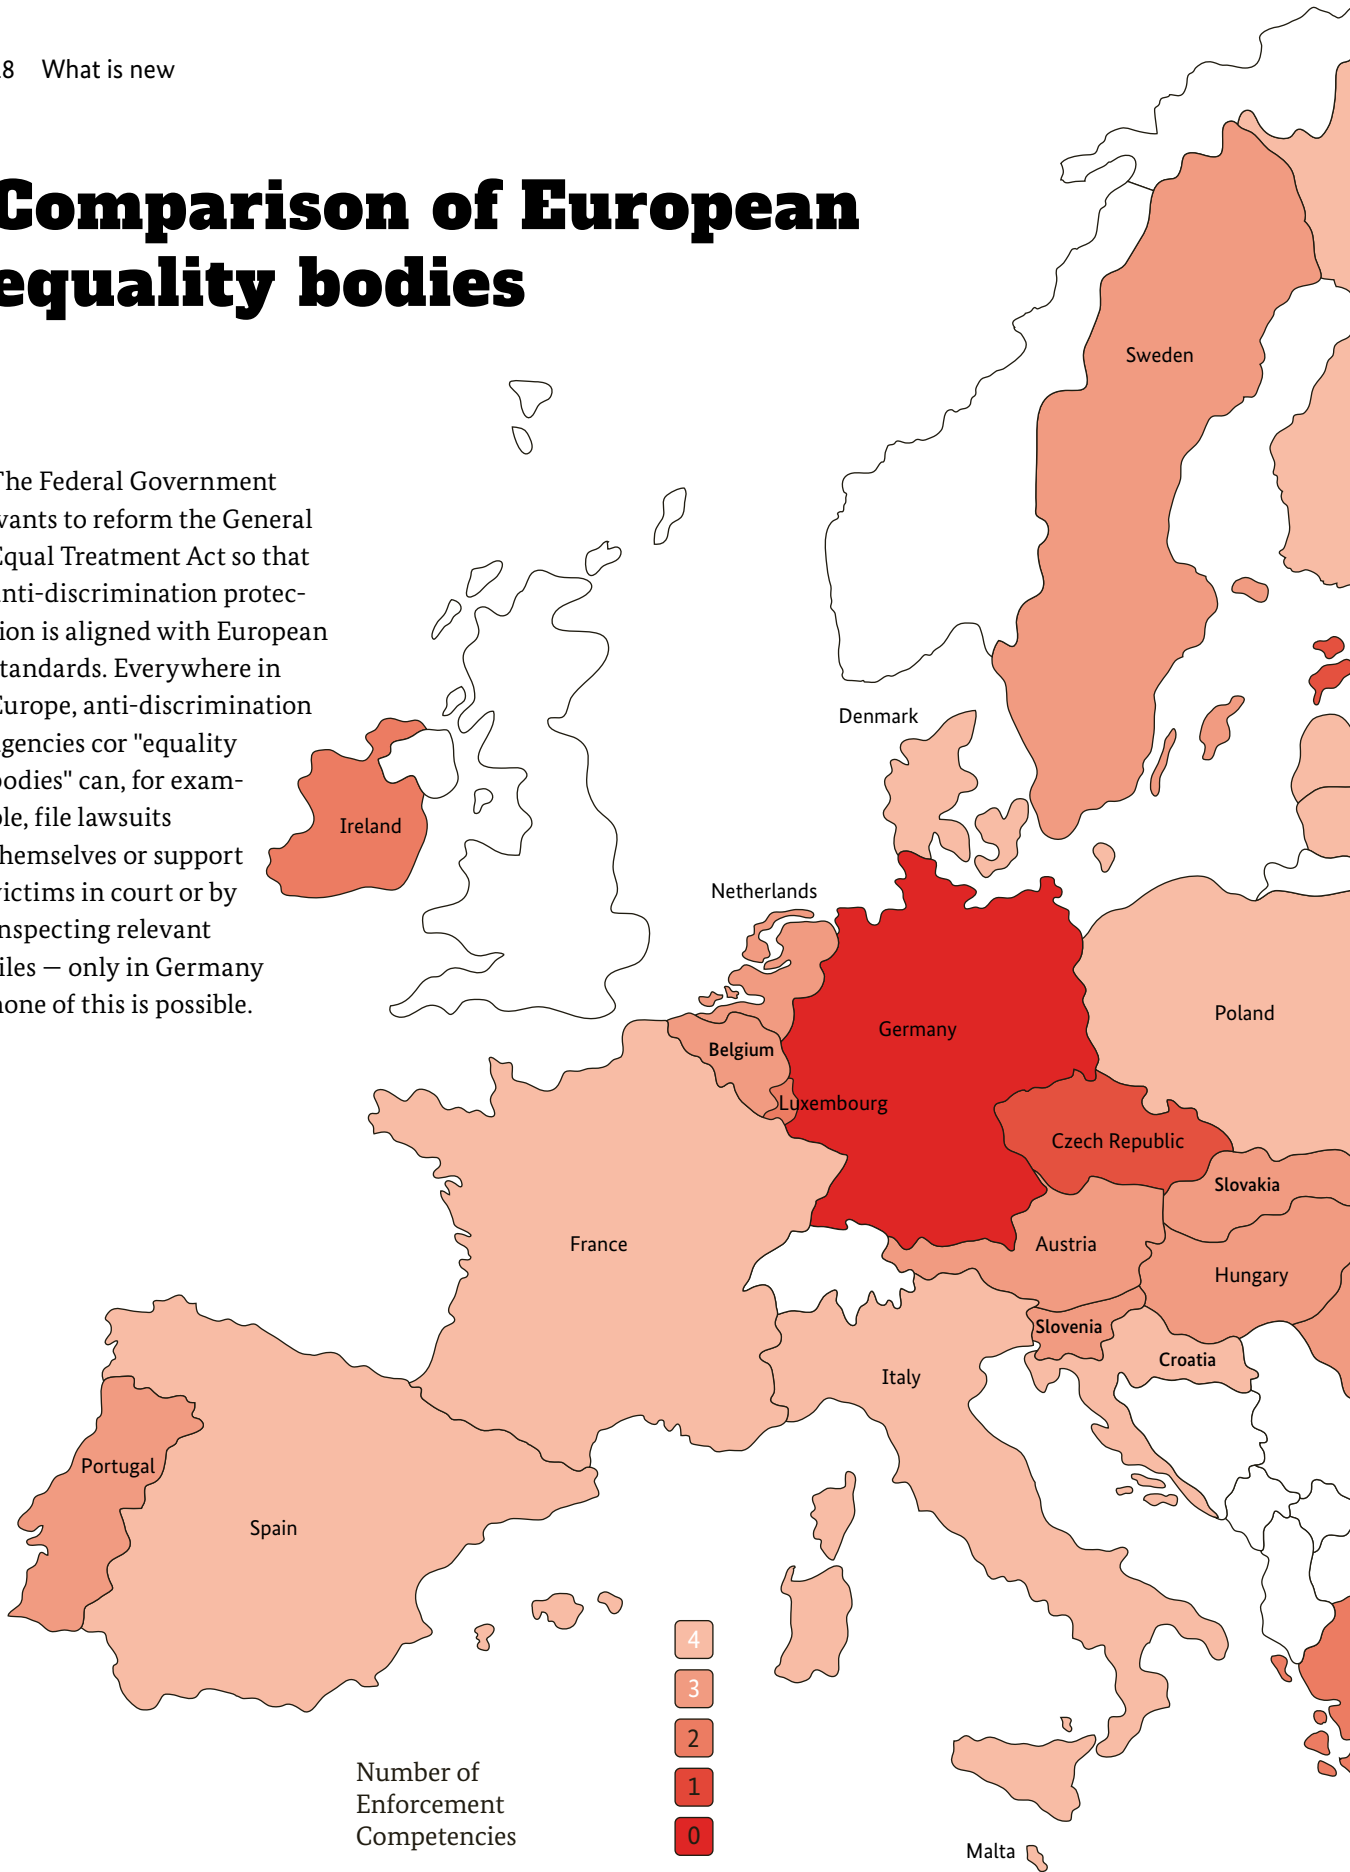 8 What is new
Comparison of European
equality bodies
The Federal Government
wants to reform the General
Equal Treatment Act so that
anti-discrimination protec-
tion is aligned with European
standards. Everywhere in
Europe, anti-discrimination
agencies cor "equality
bodies" can, for exam-
ple, file lawsuits
themselves or support
victims in court or by
inspecting relevant
files — only in Germany
none of this is possible.
Sweden
Denmark
Ireland
Netherlands
Poland
Germany
Belgium
Luxembourg
Czech Republic
Slovakia
France
Austria
Hungary
Slovenia
Croatia
Italy
Portugal
Spain
4
3
2
1
0
Number of
Enforcement
Competencies
Malta